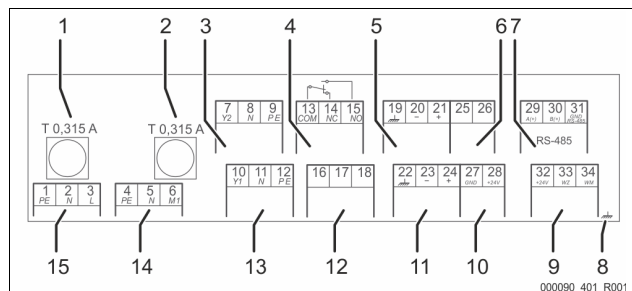 1 2 3 4 5 6 7
7 8 9 13 14 15 19 20 21 25 26 29 30 31
Y2 N PE COM NC NO − + A(+) B(+) GND RS-485
T 0,315 A T 0,315 A RS-485
10 11 12 16 17 18 22 23 24 27 28 32 33 34
Y1 N PE − + GND +24V +24V WZ WM
1 2 3 4 5 6
PE N L PE N M1
15 14 13 12 11 10 9 8
000090_401_R001